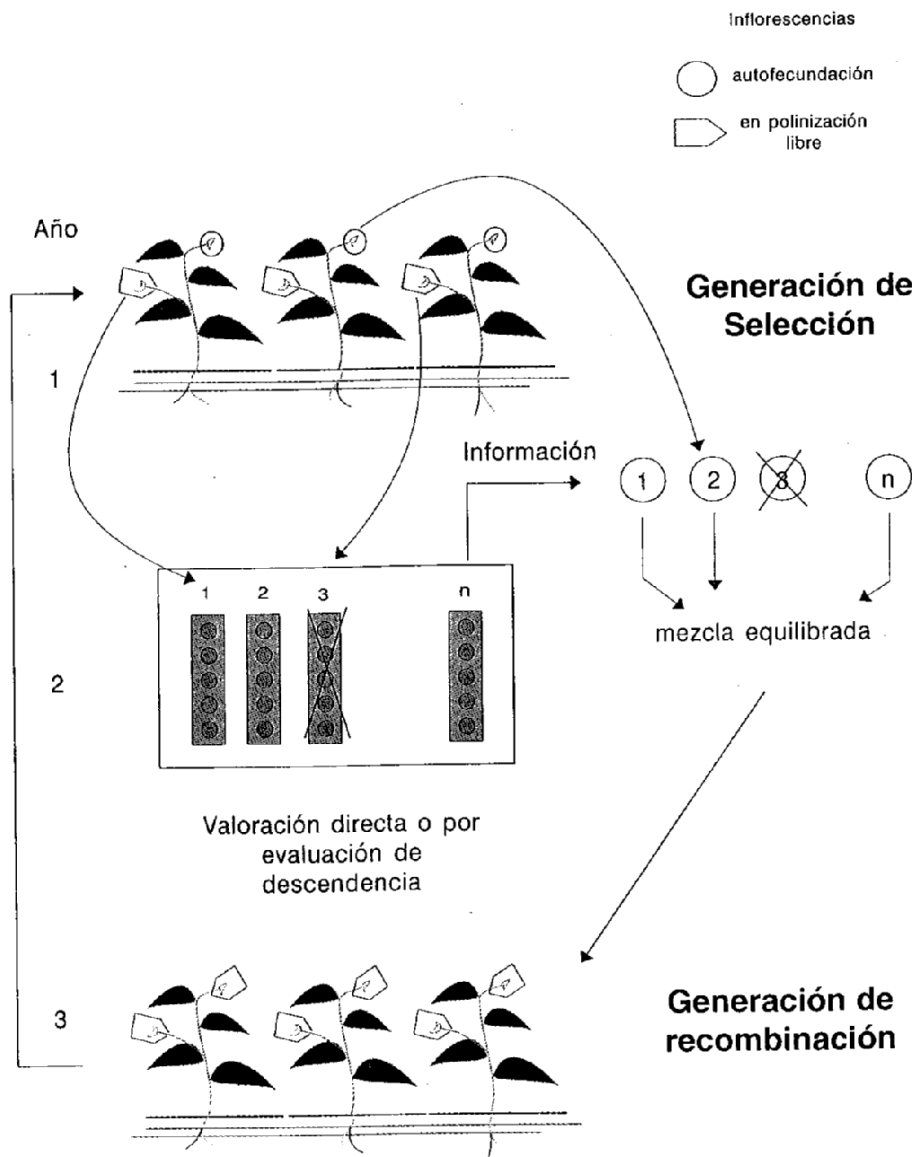 Inflorescencias
autofecundación
en polinización
libre
Año
Generación de
Selección
1
Información
1 2 3 n
1 2 3 n
mezcla equilibrada
2
Valoración directa o por
evaluación de
descendencia
3
Generación de
recombinación